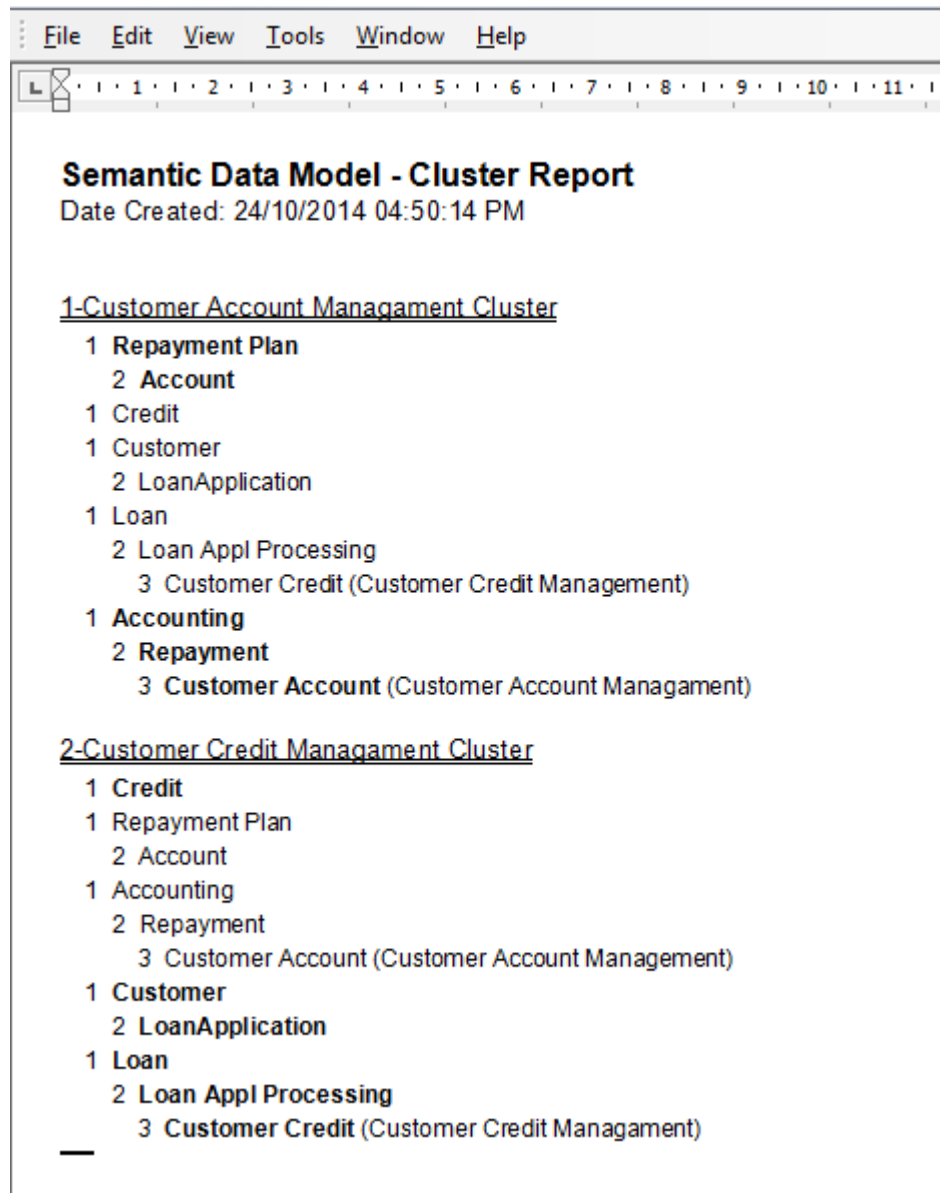 File Edit View Tools Window Help
1 2 3 4 5 6 7 8 9 10 11
Semantic Data Model - Cluster Report
Date Created: 24/10/2014 04:50:14 PM
1-Customer Account Managament Cluster
1 Repayment Plan
2 Account
1 Credit
1 Customer
2 LoanApplication
1 Loan
2 Loan Appl Processing
3 Customer Credit (Customer Credit Management)
1 Accounting
2 Repayment
3 Customer Account (Customer Account Managament)
2-Customer Credit Managament Cluster
1 Credit
1 Repayment Plan
2 Account
1 Accounting
2 Repayment
3 Customer Account (Customer Account Management)
1 Customer
2 LoanApplication
1 Loan
2 Loan Appl Processing
3 Customer Credit (Customer Credit Managament)